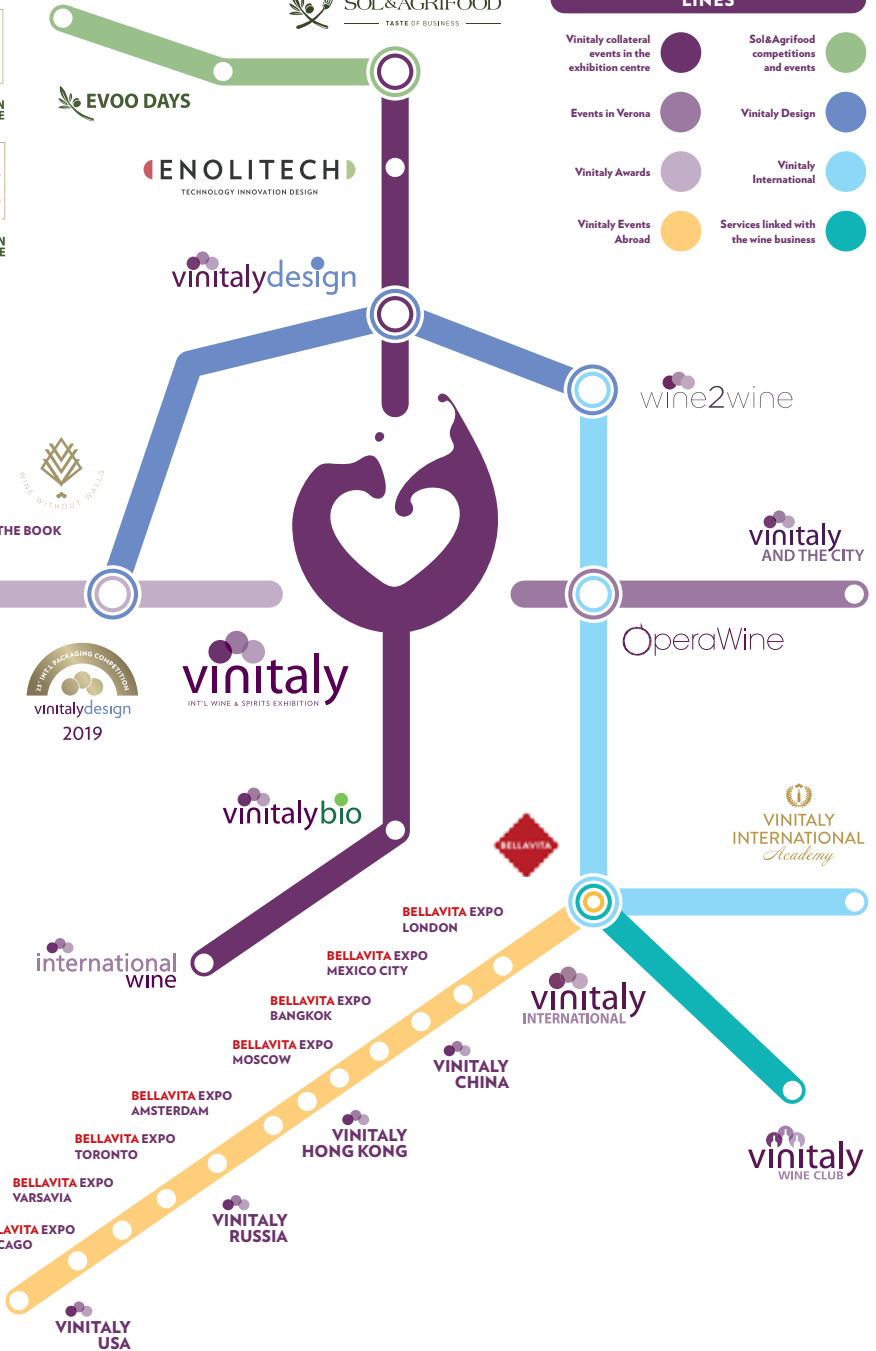 SOL&AGRIFOOD
TASTE OF BUSINESS
LINES
Vinitaly collateral
events in the
exhibition centre
Sol&Agrifood
competitions
and events
Events in Verona
Vinitaly Design
Vinitaly Awards
Vinitaly
International
Vinitaly Events
Abroad
Services linked with
the wine business
EVOO DAYS
ENOLITECH
TECHNOLOGY INNOVATION DESIGN
vinitalydesign
wine2wine
WINE WITHOUT WALLS
THE BOOK
vinitaly
AND THE CITY
ÓperaWine
23° INT.L PACKAGING COMPETITION
vinitalydesign
2019
vinitaly
INT'L WINE & SPIRITS EXHIBITION
vinitalybio
BELLAVITA
VINITALY
INTERNATIONAL
Academy
international
wine
BELLAVITA EXPO
LONDON
BELLAVITA EXPO
MEXICO CITY
BELLAVITA EXPO
BANGKOK
BELLAVITA EXPO
MOSCOW
BELLAVITA EXPO
AMSTERDAM
BELLAVITA EXPO
TORONTO
BELLAVITA EXPO
VARSAVIA
LAVITA EXPO
CAGO
vinitaly
INTERNATIONAL
VINITALY
CHINA
VINITALY
HONG KONG
VINITALY
RUSSIA
VINITALY
USA
vinitaly
WINE CLUB